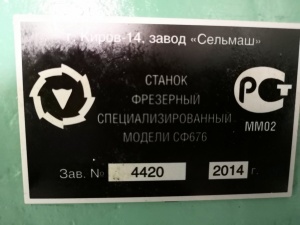 г. Киров-14, завод «Сельмаш»
СТАНОК
ФРЕЗЕРНЫЙ
СПЕЦИАЛИЗИРОВАННЫЙ
МОДЕЛИ СФ676
РСТ
ММ02
Зав. № 4420 2014 г.